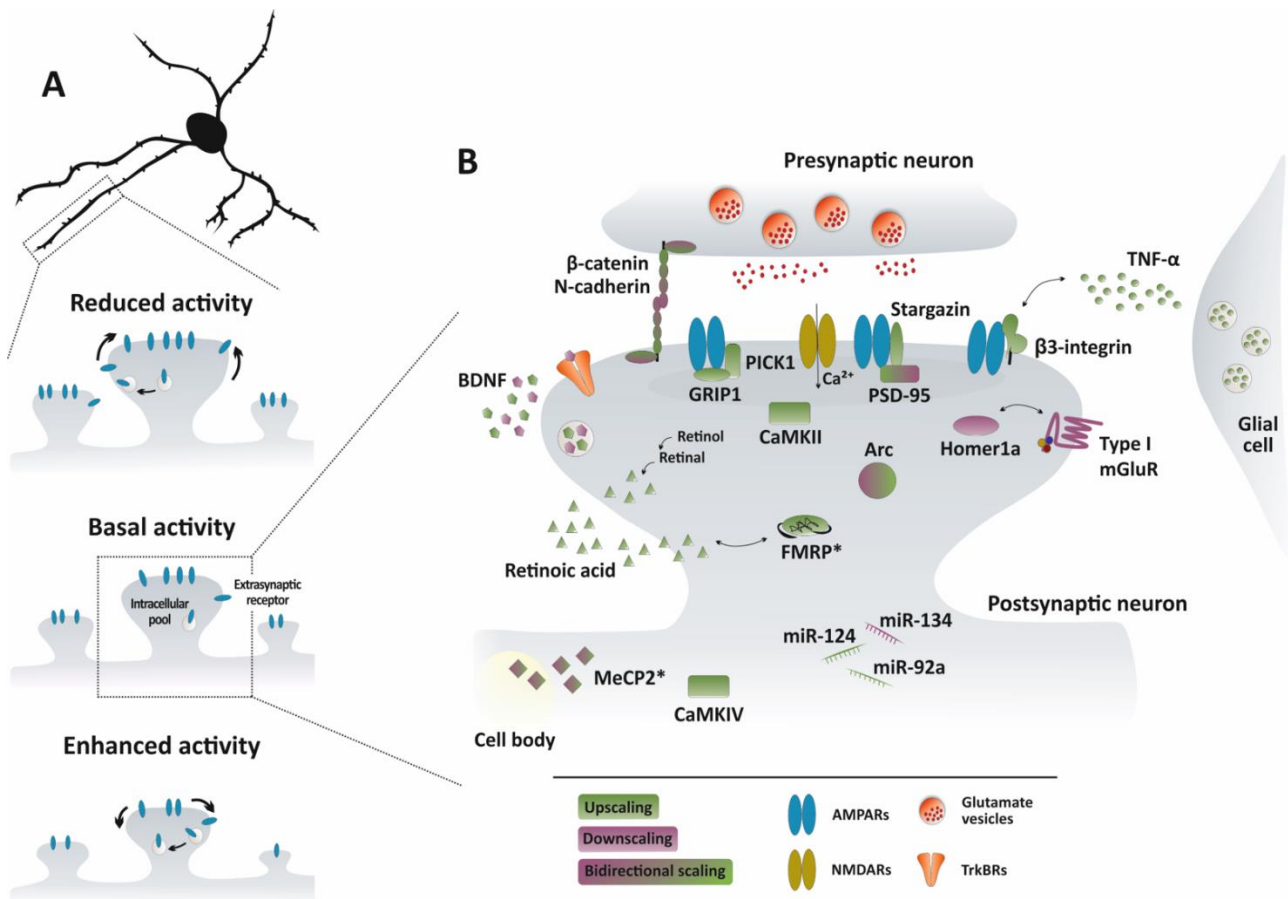 A
Reduced activity
Basal activity
Intracellular
pool
Extrasynaptic
receptor
Enhanced activity
B
Presynaptic neuron
β-catenin
N-cadherin
TNF-α
Stargazin
β3-integrin
PICK1
BDNF
GRIP1
Ca²⁺
PSD-95
CaMKII
Retinol
Retinal
Arc
Homer1a
Type I
mGluR
Glial
cell
FMRP*
Retinoic acid
Postsynaptic neuron
miR-134
miR-124
miR-92a
MeCP2*
CaMKIV
Cell body
Upscaling
Downscaling
Bidirectional scaling
AMPARs
NMDARs
Glutamate
vesicles
TrkBRs